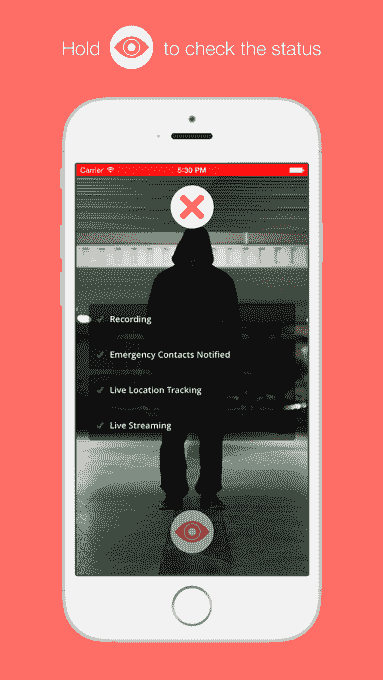 Hold to check the status
Carrier 5:30 PM
Recording
Emergency Contacts Notified
Live Location Tracking
Live Streaming